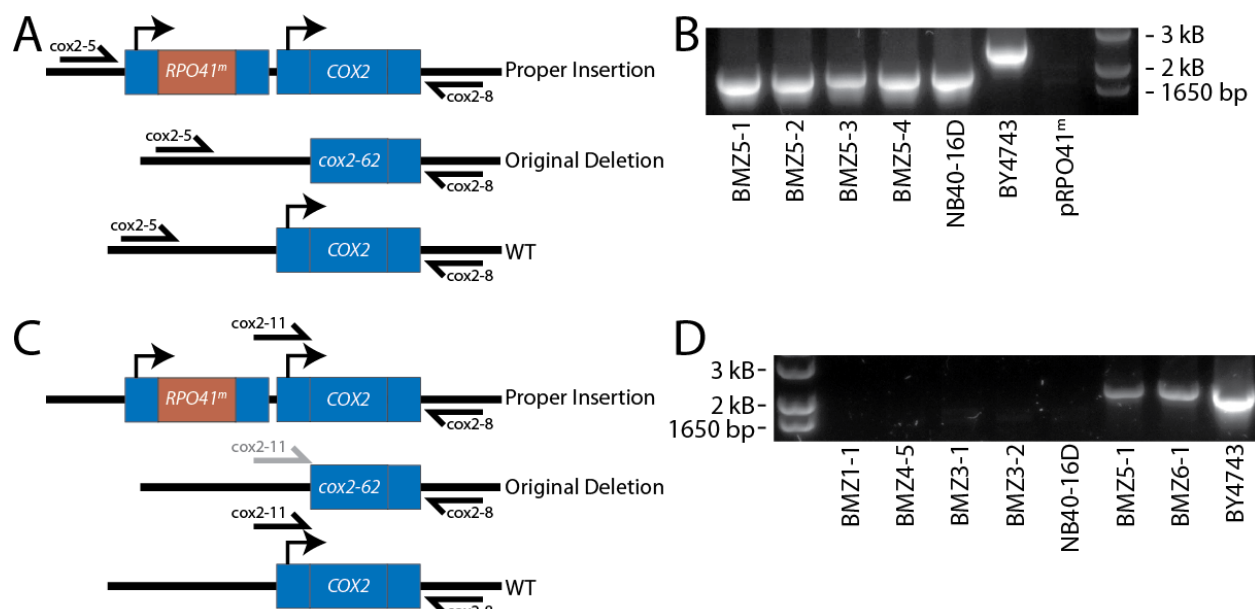 A
cox2-5
RPO41ᵐ
COX2
Proper Insertion
cox2-8
cox2-5
cox2-62
Original Deletion
cox2-8
cox2-5
COX2
WT
cox2-8
B
- 3 kB
- 2 kB
- 1650 bp
BMZ5-1
BMZ5-2
BMZ5-3
BMZ5-4
NB40-16D
BY4743
pRPO41ᵐ
C
cox2-11
RPO41ᵐ
COX2
Proper Insertion
cox2-8
cox2-11
cox2-62
Original Deletion
cox2-8
cox2-11
COX2
WT
cox2-8
D
3 kB -
2 kB -
1650 bp -
BMZ1-1
BMZ4-5
BMZ3-1
BMZ3-2
NB40-16D
BMZ5-1
BMZ6-1
BY4743